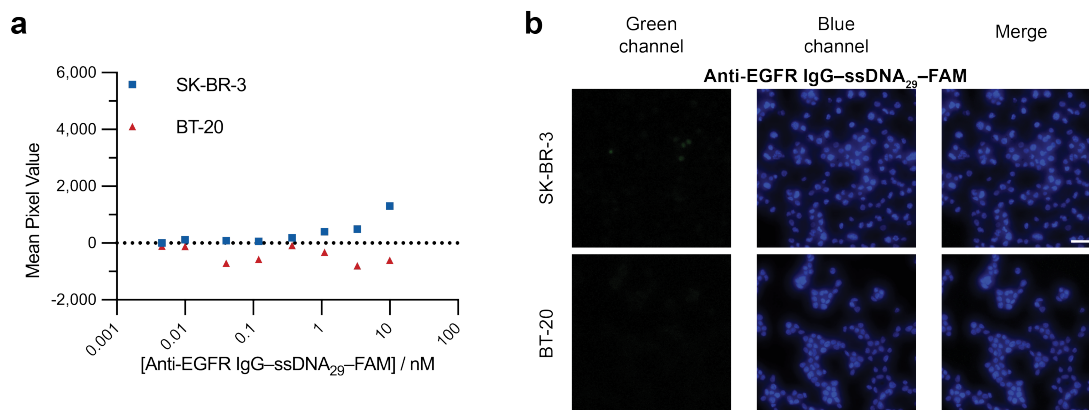 a
6,000
4,000
2,000
0
-2,000
Mean Pixel Value
SK-BR-3
BT-20
0.001
0.01
0.1
1
10
100
[Anti-EGFR IgG–ssDNA₂₉–FAM] / nM
b
Green
channel
Blue
channel
Merge
Anti-EGFR IgG–ssDNA₂₉–FAM
SK-BR-3
BT-20